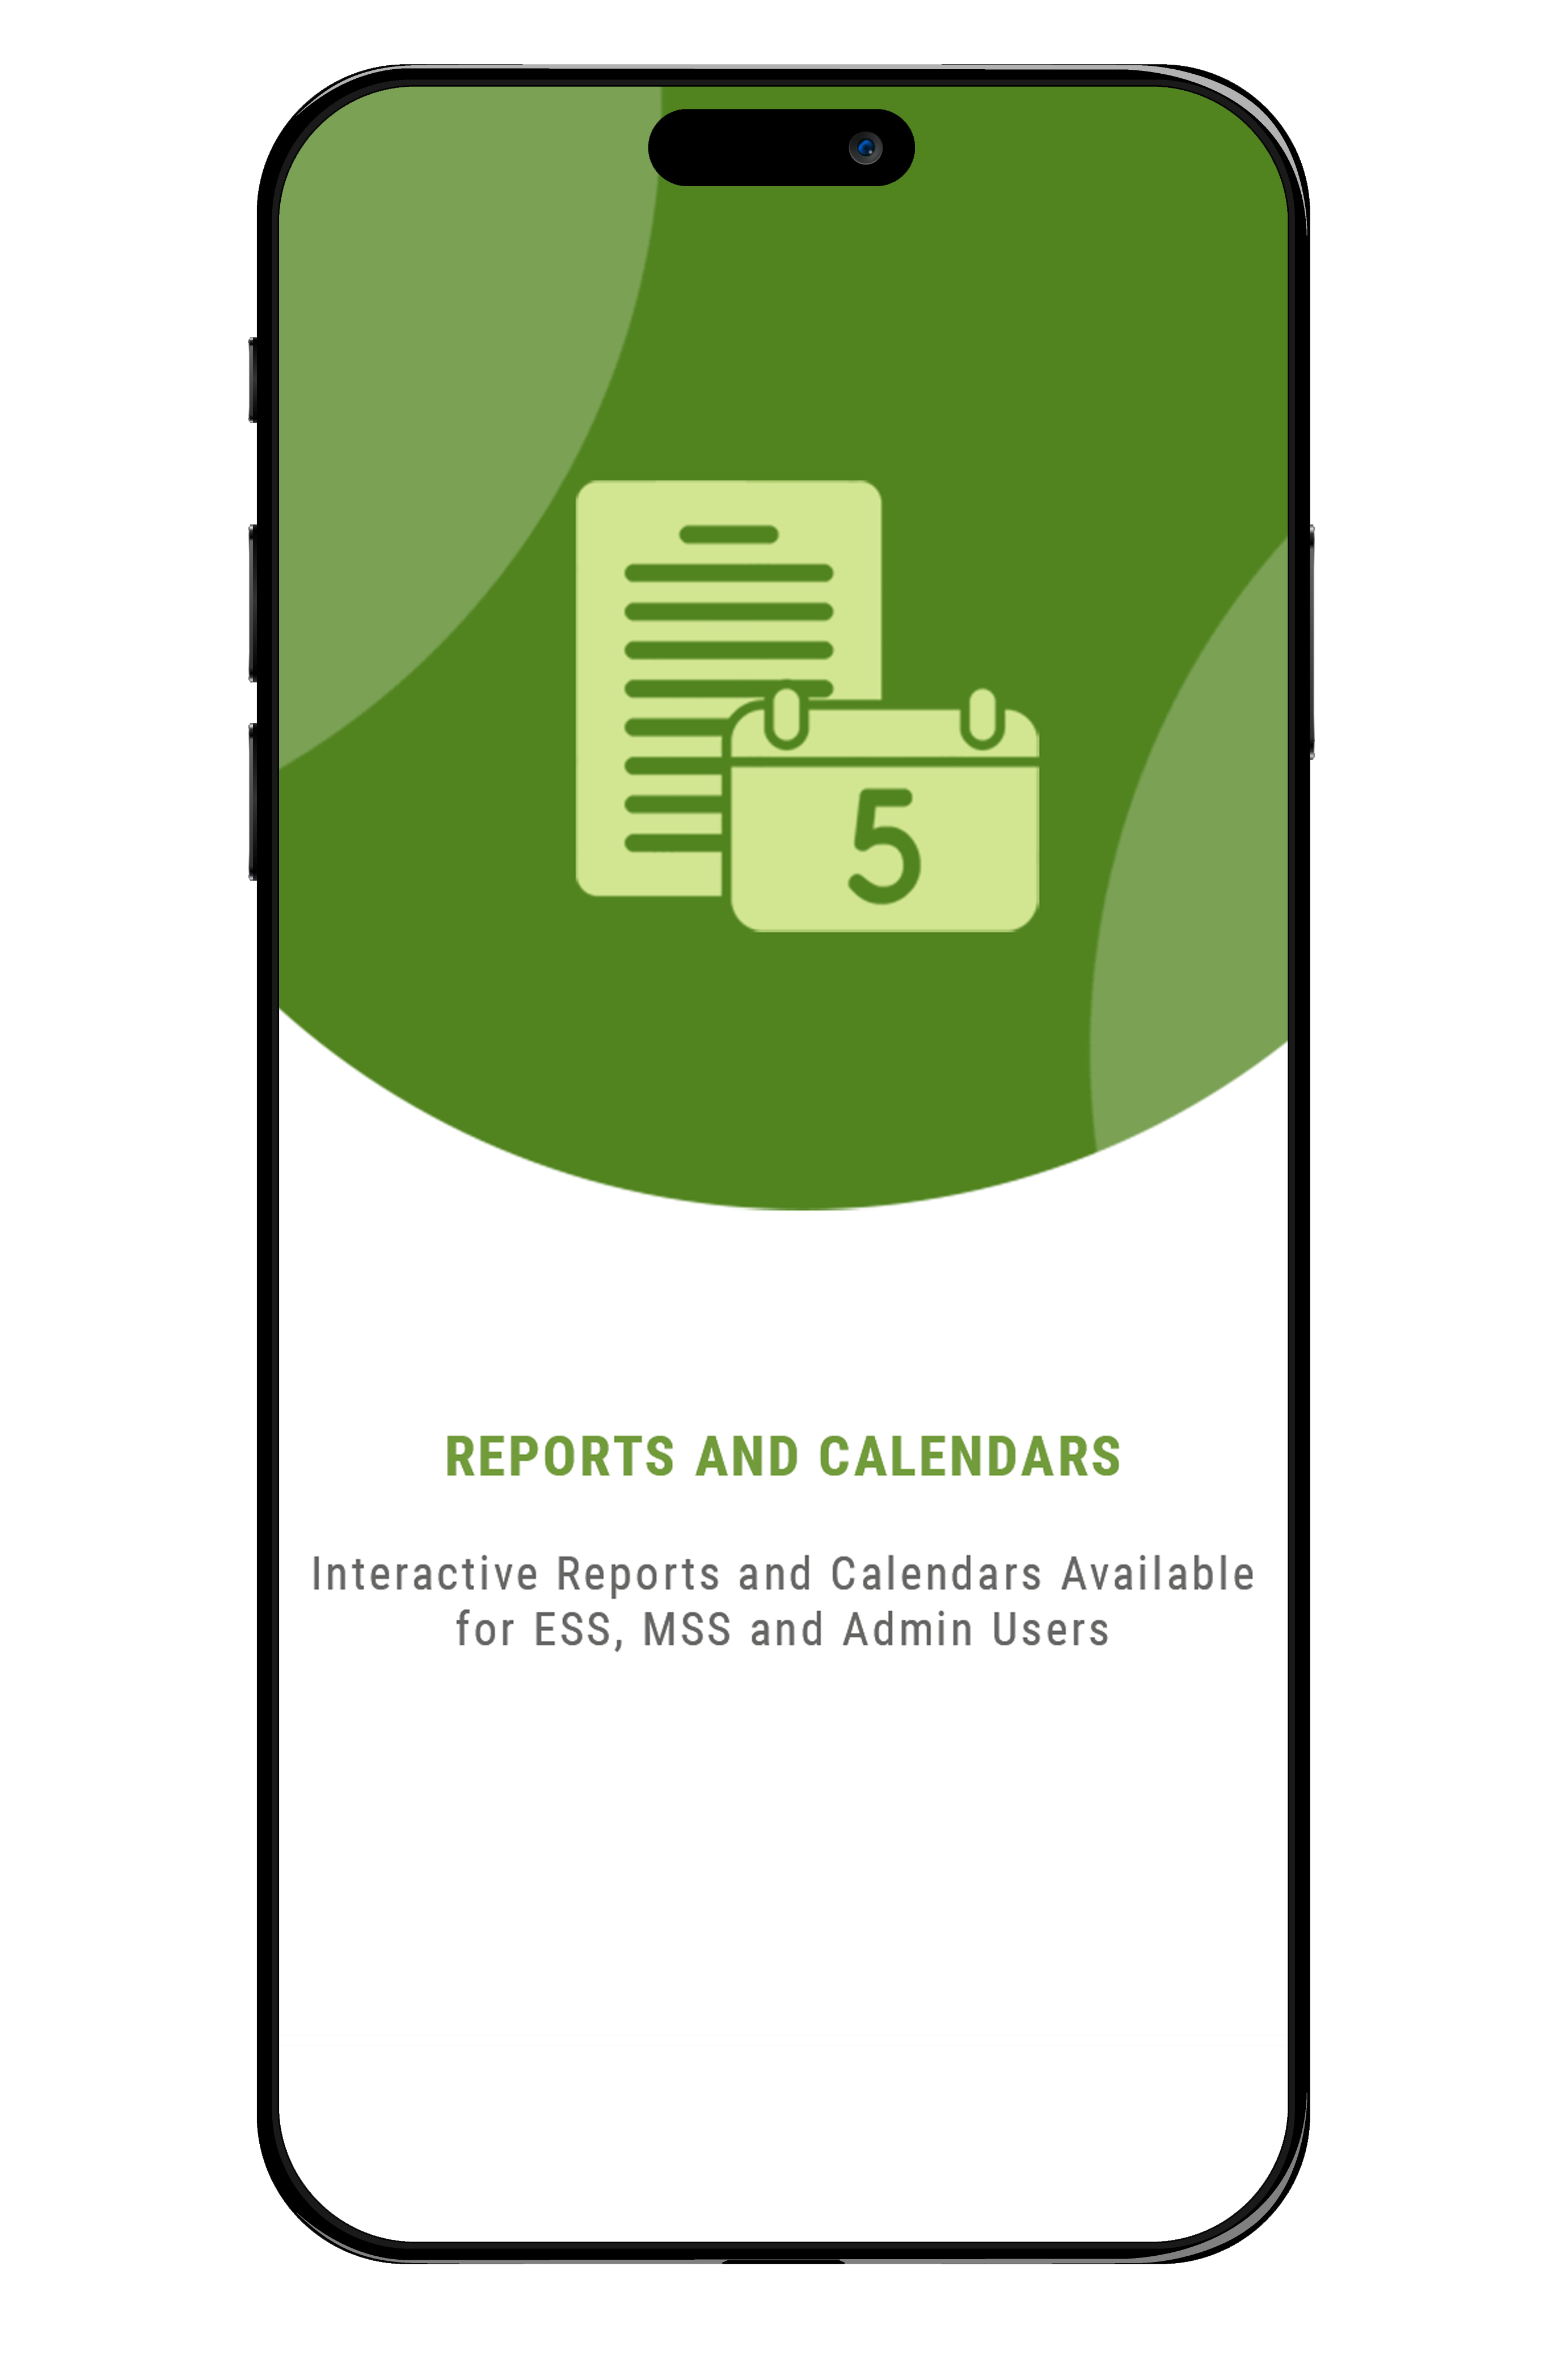 5
REPORTS AND CALENDARS
Interactive Reports and Calendars Available
for ESS, MSS and Admin Users